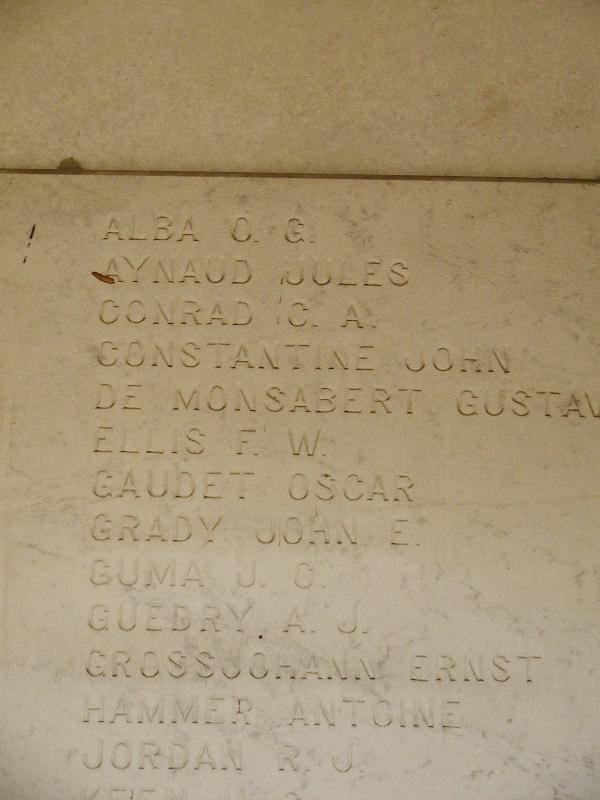 ALBA O. G.
AYNAUD JULES
CONRAD C. A.
CONSTANTINE JOHN
DE MONSABERT GUSTAV
ELLIS F. W.
GAUDET OSCAR
GRADY JOHN E.
GUMA J. C.
GUEDRY A. J.
GROSSJOHANN ERNST
HAMMER ANTOINE
JORDAN R. J.